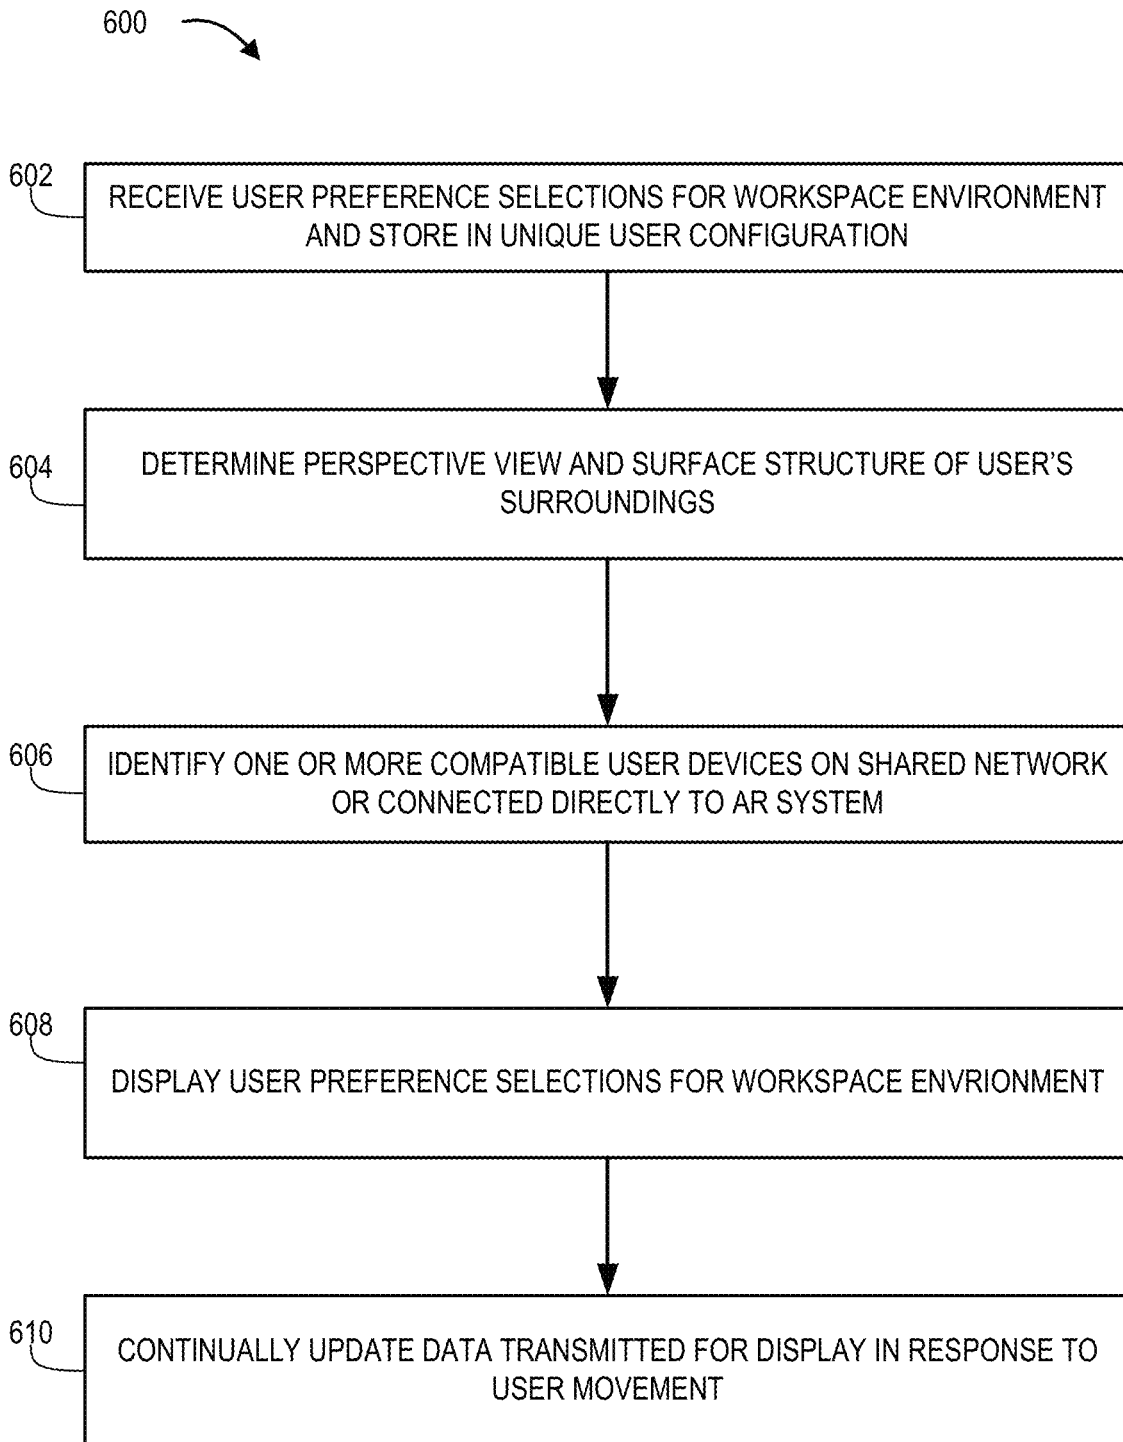 600
602
RECEIVE USER PREFERENCE SELECTIONS FOR WORKSPACE ENVIRONMENT
AND STORE IN UNIQUE USER CONFIGURATION
604
DETERMINE PERSPECTIVE VIEW AND SURFACE STRUCTURE OF USER'S
SURROUNDINGS
606
IDENTIFY ONE OR MORE COMPATIBLE USER DEVICES ON SHARED NETWORK
OR CONNECTED DIRECTLY TO AR SYSTEM
608
DISPLAY USER PREFERENCE SELECTIONS FOR WORKSPACE ENVRIONMENT
610
CONTINUALLY UPDATE DATA TRANSMITTED FOR DISPLAY IN RESPONSE TO
USER MOVEMENT